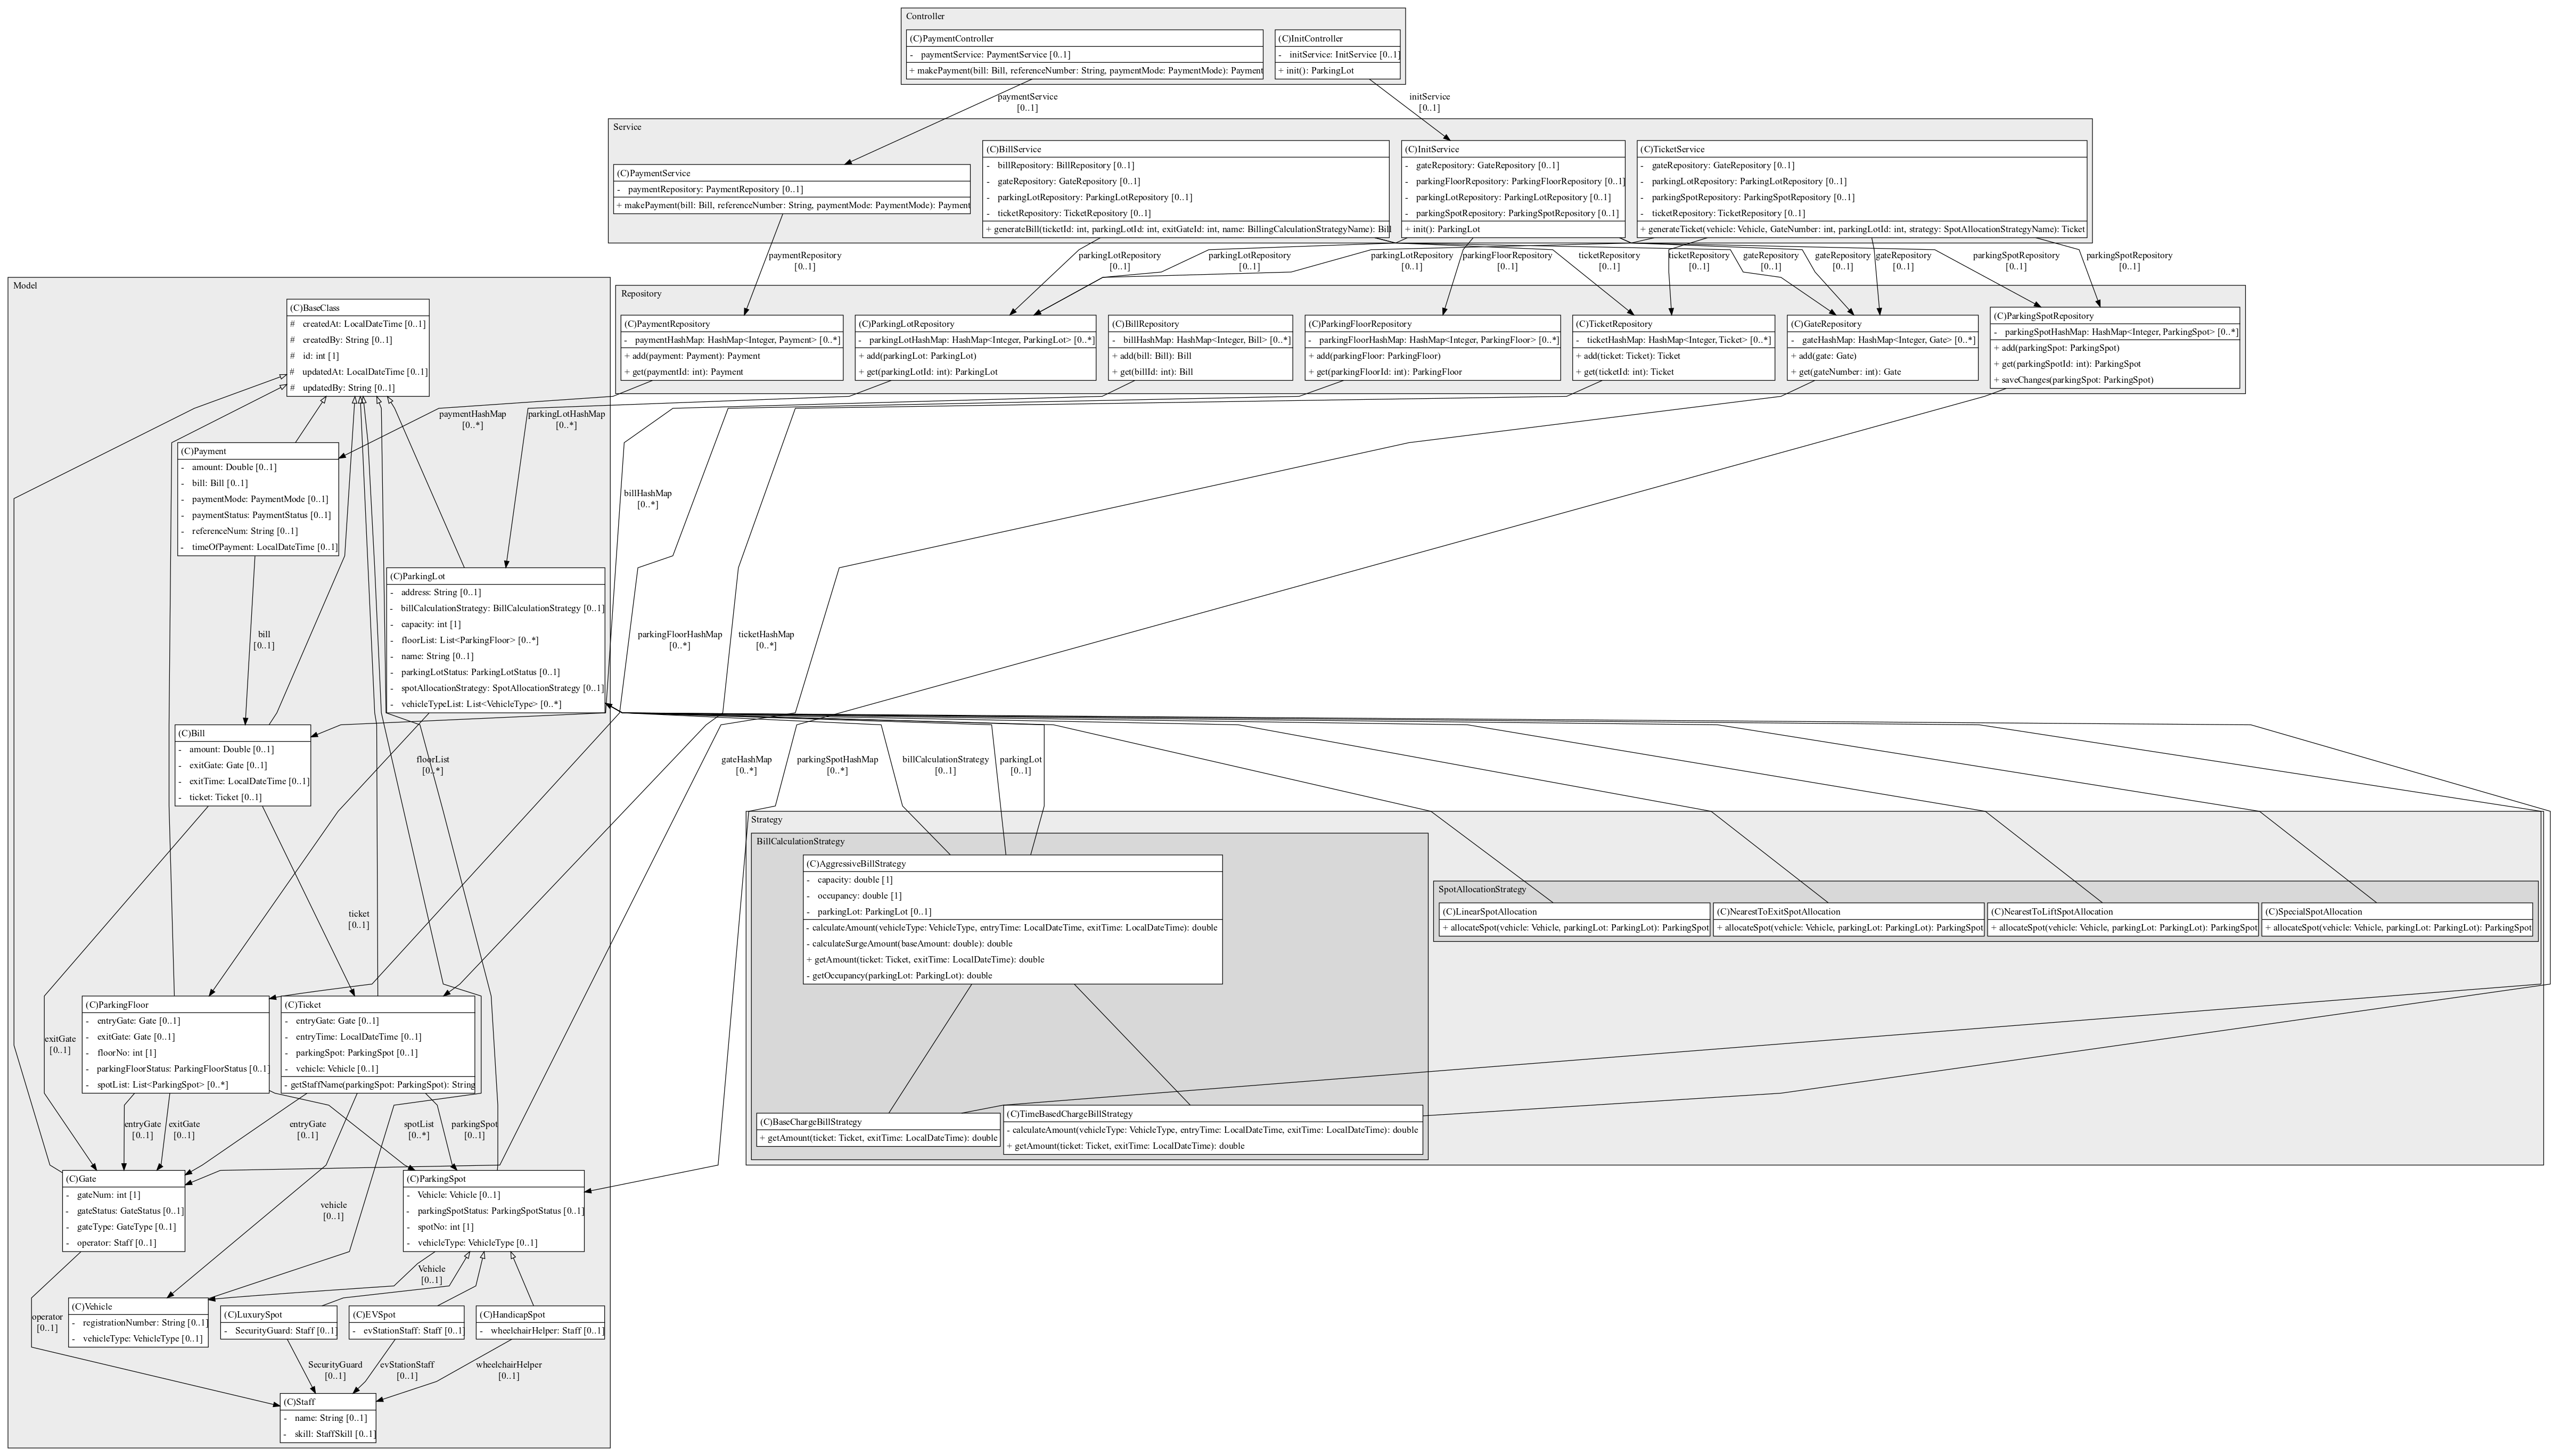 Controller
(C)PaymentController
- paymentService: PaymentService [0..1]
+ makePayment(bill: Bill, referenceNumber: String, paymentMode: PaymentMode): Payment
(C)InitController
- initService: InitService [0..1]
+ init(): ParkingLot
paymentService
[0..1]
initService
[0..1]
Service
(C)PaymentService
- paymentRepository: PaymentRepository [0..1]
+ makePayment(bill: Bill, referenceNumber: String, paymentMode: PaymentMode): Payment
(C)BillService
- billRepository: BillRepository [0..1]
- gateRepository: GateRepository [0..1]
- parkingLotRepository: ParkingLotRepository [0..1]
- ticketRepository: TicketRepository [0..1]
+ generateBill(ticketId: int, parkingLotId: int, exitGateId: int, name: BillingCalculationStrategyName): Bill
(C)InitService
- gateRepository: GateRepository [0..1]
- parkingFloorRepository: ParkingFloorRepository [0..1]
- parkingLotRepository: ParkingLotRepository [0..1]
- parkingSpotRepository: ParkingSpotRepository [0..1]
+ init(): ParkingLot
(C)TicketService
- gateRepository: GateRepository [0..1]
- parkingLotRepository: ParkingLotRepository [0..1]
- parkingSpotRepository: ParkingSpotRepository [0..1]
- ticketRepository: TicketRepository [0..1]
+ generateTicket(vehicle: Vehicle, GateNumber: int, parkingLotId: int, strategy: SpotAllocationStrategyName): Ticket
paymentRepository
[0..1]
parkingLotRepository
[0..1]
parkingLotRepository
[0..1]
parkingLotRepository
[0..1]
parkingFloorRepository
[0..1]
ticketRepository
[0..1]
ticketRepository
[0..1]
gateRepository
[0..1]
gateRepository
[0..1]
gateRepository
[0..1]
parkingSpotRepository
[0..1]
parkingSpotRepository
[0..1]
Repository
(C)PaymentRepository
- paymentHashMap: HashMap<Integer, Payment> [0..*]
+ add(payment: Payment): Payment
+ get(paymentId: int): Payment
(C)ParkingLotRepository
- parkingLotHashMap: HashMap<Integer, ParkingLot> [0..*]
+ add(parkingLot: ParkingLot)
+ get(parkingLotId: int): ParkingLot
(C)BillRepository
- billHashMap: HashMap<Integer, Bill> [0..*]
+ add(bill: Bill): Bill
+ get(billId: int): Bill
(C)ParkingFloorRepository
- parkingFloorHashMap: HashMap<Integer, ParkingFloor> [0..*]
+ add(parkingFloor: ParkingFloor)
+ get(parkingFloorId: int): ParkingFloor
(C)TicketRepository
- ticketHashMap: HashMap<Integer, Ticket> [0..*]
+ add(ticket: Ticket): Ticket
+ get(ticketId: int): Ticket
(C)GateRepository
- gateHashMap: HashMap<Integer, Gate> [0..*]
+ add(gate: Gate)
+ get(gateNumber: int): Gate
(C)ParkingSpotRepository
- parkingSpotHashMap: HashMap<Integer, ParkingSpot> [0..*]
+ add(parkingSpot: ParkingSpot)
+ get(parkingSpotId: int): ParkingSpot
+ saveChanges(parkingSpot: ParkingSpot)
Model
(C)BaseClass
# createdAt: LocalDateTime [0..1]
# createdBy: String [0..1]
# id: int [1]
# updatedAt: LocalDateTime [0..1]
# updatedBy: String [0..1]
paymentHashMap
[0..*]
parkingLotHashMap
[0..*]
(C)Payment
- amount: Double [0..1]
- bill: Bill [0..1]
- paymentMode: PaymentMode [0..1]
- paymentStatus: PaymentStatus [0..1]
- referenceNum: String [0..1]
- timeOfPayment: LocalDateTime [0..1]
billHashMap
[0..*]
(C)ParkingLot
- address: String [0..1]
- billCalculationStrategy: BillCalculationStrategy [0..1]
- capacity: int [1]
- floorList: List<ParkingFloor> [0..*]
- name: String [0..1]
- parkingLotStatus: ParkingLotStatus [0..1]
- spotAllocationStrategy: SpotAllocationStrategy [0..1]
- vehicleTypeList: List<VehicleType> [0..*]
bill
[0..1]
parkingFloorHashMap
[0..*]
ticketHashMap
[0..*]
(C)Bill
- amount: Double [0..1]
- exitGate: Gate [0..1]
- exitTime: LocalDateTime [0..1]
- ticket: Ticket [0..1]
floorList
[0..*]
gateHashMap
[0..*]
parkingSpotHashMap
[0..*]
billCalculationStrategy
[0..1]
parkingLot
[0..1]
Strategy
BillCalculationStrategy
(C)AggressiveBillStrategy
- capacity: double [1]
- occupancy: double [1]
- parkingLot: ParkingLot [0..1]
- calculateAmount(vehicleType: VehicleType, entryTime: LocalDateTime, exitTime: LocalDateTime): double
- calculateSurgeAmount(baseAmount: double): double
+ getAmount(ticket: Ticket, exitTime: LocalDateTime): double
- getOccupancy(parkingLot: ParkingLot): double
SpotAllocationStrategy
(C)LinearSpotAllocation
+ allocateSpot(vehicle: Vehicle, parkingLot: ParkingLot): ParkingSpot
(C)NearestToExitSpotAllocation
+ allocateSpot(vehicle: Vehicle, parkingLot: ParkingLot): ParkingSpot
(C)NearestToLiftSpotAllocation
+ allocateSpot(vehicle: Vehicle, parkingLot: ParkingLot): ParkingSpot
(C)SpecialSpotAllocation
+ allocateSpot(vehicle: Vehicle, parkingLot: ParkingLot): ParkingSpot
ticket
[0..1]
exitGate
[0..1]
(C)ParkingFloor
- entryGate: Gate [0..1]
- exitGate: Gate [0..1]
- floorNo: int [1]
- parkingFloorStatus: ParkingFloorStatus [0..1]
- spotList: List<ParkingSpot> [0..*]
(C)Ticket
- entryGate: Gate [0..1]
- entryTime: LocalDateTime [0..1]
- parkingSpot: ParkingSpot [0..1]
- vehicle: Vehicle [0..1]
- getStaffName(parkingSpot: ParkingSpot): String
(C)BaseChargeBillStrategy
+ getAmount(ticket: Ticket, exitTime: LocalDateTime): double
(C)TimeBasedChargeBillStrategy
- calculateAmount(vehicleType: VehicleType, entryTime: LocalDateTime, exitTime: LocalDateTime): double
+ getAmount(ticket: Ticket, exitTime: LocalDateTime): double
entryGate
[0..1]
exitGate
[0..1]
entryGate
[0..1]
spotList
[0..*]
parkingSpot
[0..1]
(C)Gate
- gateNum: int [1]
- gateStatus: GateStatus [0..1]
- gateType: GateType [0..1]
- operator: Staff [0..1]
vehicle
[0..1]
(C)ParkingSpot
- Vehicle: Vehicle [0..1]
- parkingSpotStatus: ParkingSpotStatus [0..1]
- spotNo: int [1]
- vehicleType: VehicleType [0..1]
Vehicle
[0..1]
operator
[0..1]
(C)Vehicle
- registrationNumber: String [0..1]
- vehicleType: VehicleType [0..1]
(C)LuxurySpot
- SecurityGuard: Staff [0..1]
(C)EVSpot
- evStationStaff: Staff [0..1]
(C)HandicapSpot
- wheelchairHelper: Staff [0..1]
SecurityGuard
[0..1]
evStationStaff
[0..1]
wheelchairHelper
[0..1]
(C)Staff
- name: String [0..1]
- skill: StaffSkill [0..1]